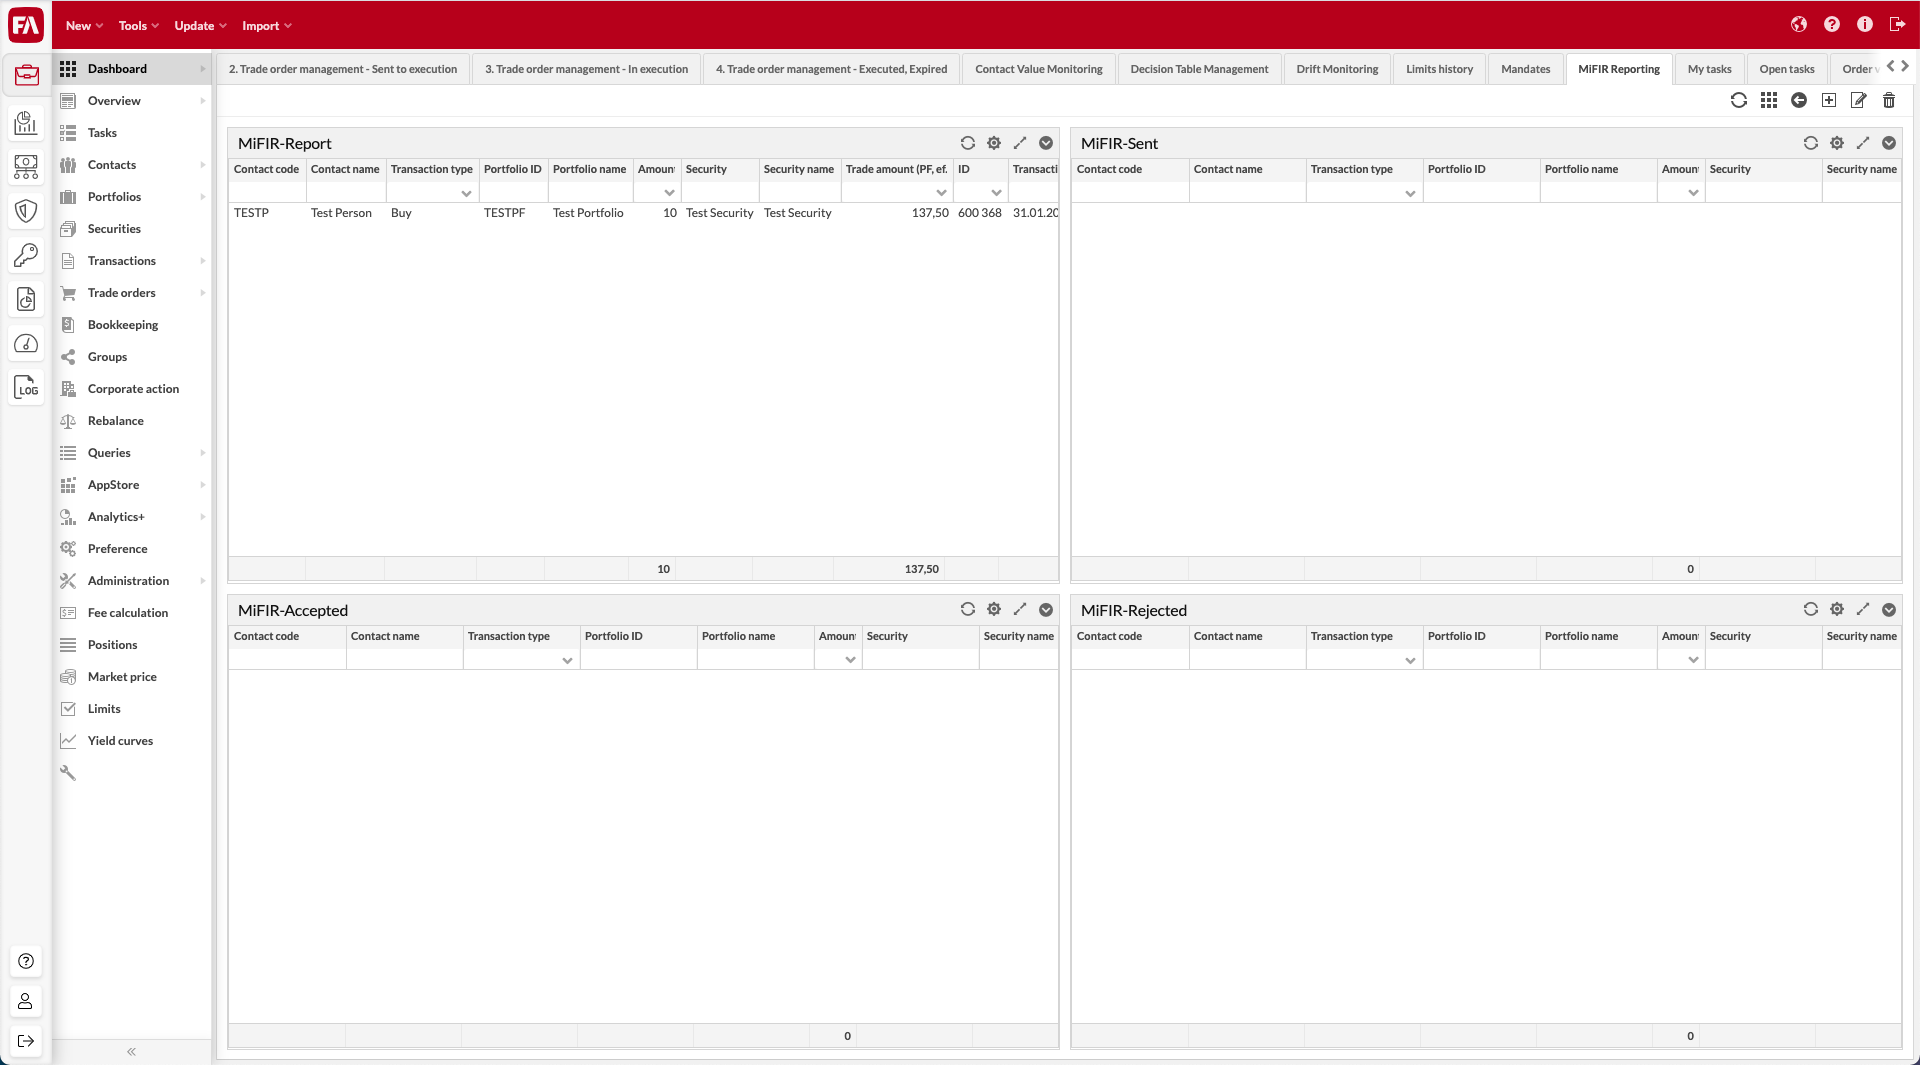 FA
New
Tools
Update
Import
Dashboard
Overview
Tasks
Contacts
Portfolios
Securities
Transactions
Trade orders
Bookkeeping
Groups
Corporate action
Rebalance
Queries
AppStore
Analytics+
Preference
Administration
Fee calculation
Positions
Market price
Limits
Yield curves
LOG
2. Trade order management - Sent to execution
3. Trade order management - In execution
4. Trade order management - Executed, Expired
Contact Value Monitoring
Decision Table Management
Drift Monitoring
Limits history
Mandates
MiFIR Reporting
My tasks
Open tasks
Order v
MiFIR-Report
Contact code Contact name Transaction type Portfolio ID Portfolio name Amoun Security Security name Trade amount (PF, ef. ID Transacti
TESTP Test Person Buy TESTPF Test Portfolio 10 Test Security Test Security 137,50 600 368 31.01.20
10 137,50
MiFIR-Sent
Contact code Contact name Transaction type Portfolio ID Portfolio name Amoun Security Security name
0
MiFIR-Accepted
Contact code Contact name Transaction type Portfolio ID Portfolio name Amoun Security Security name
0
MiFIR-Rejected
Contact code Contact name Transaction type Portfolio ID Portfolio name Amoun Security Security name
0